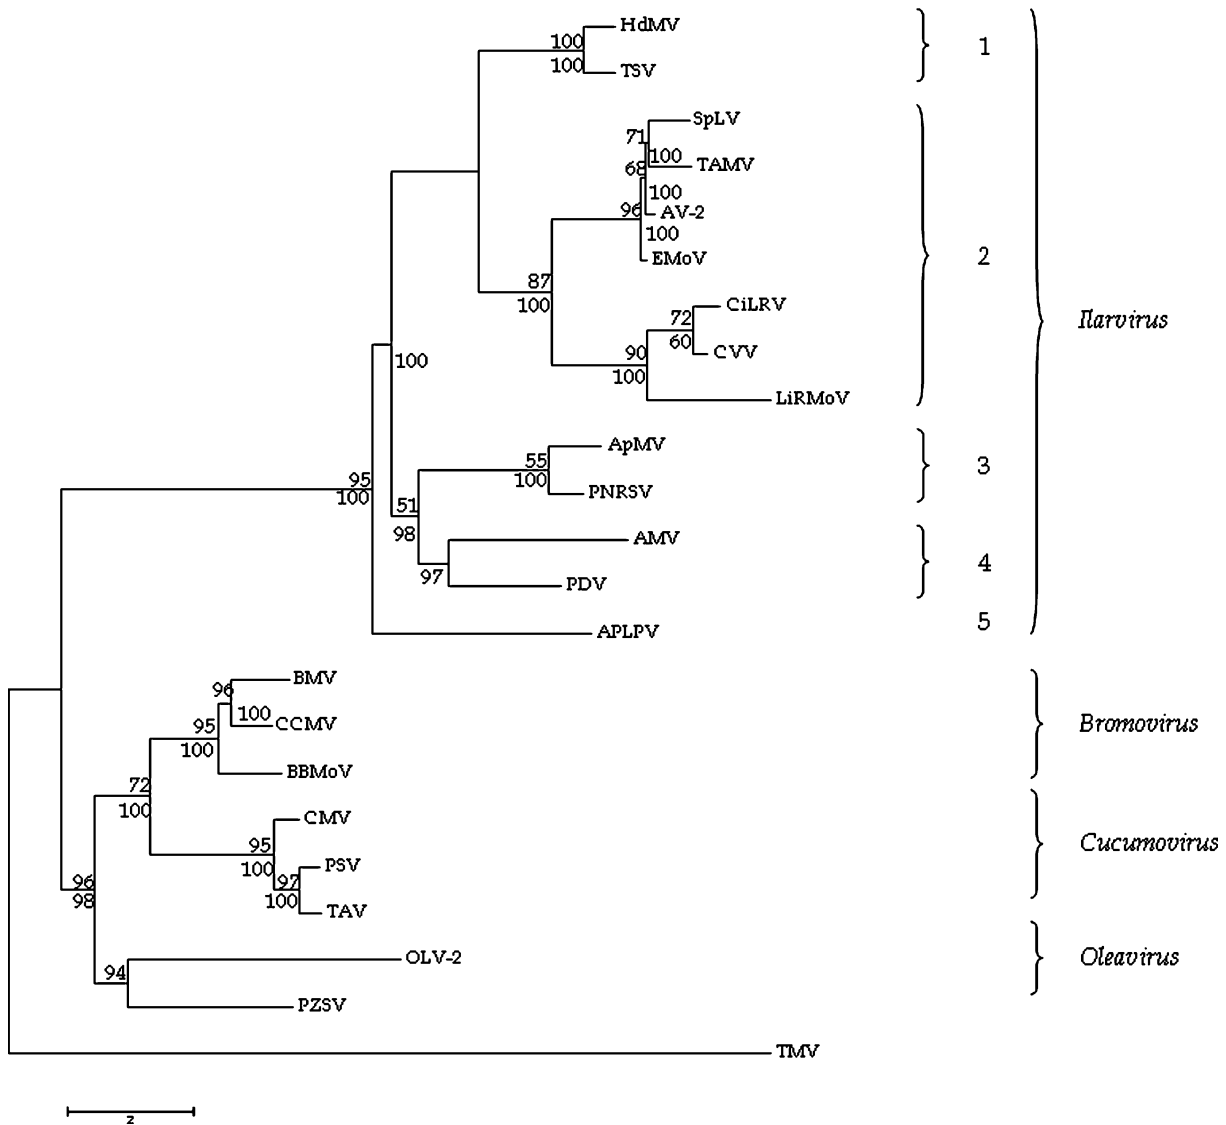 HdMV
100
100
1
TSV
SpLV
71
100
TAMV
68
100
96
AV-2
100
EMoV
2
87
100
CiLRV
72
60
CVV
90
100
LiRMoV
Ilarvirus
100
ApMV
55
100
3
PNRSV
95
100
51
98
AMV
97
4
PDV
5
APLPV
BMV
96
100
CCMV
95
100
Bromovirus
BBMoV
72
100
CMV
95
100
Cucumovirus
PSV
97
100
TAV
96
98
OLV-2
94
Oleavirus
PZSV
TMV
2